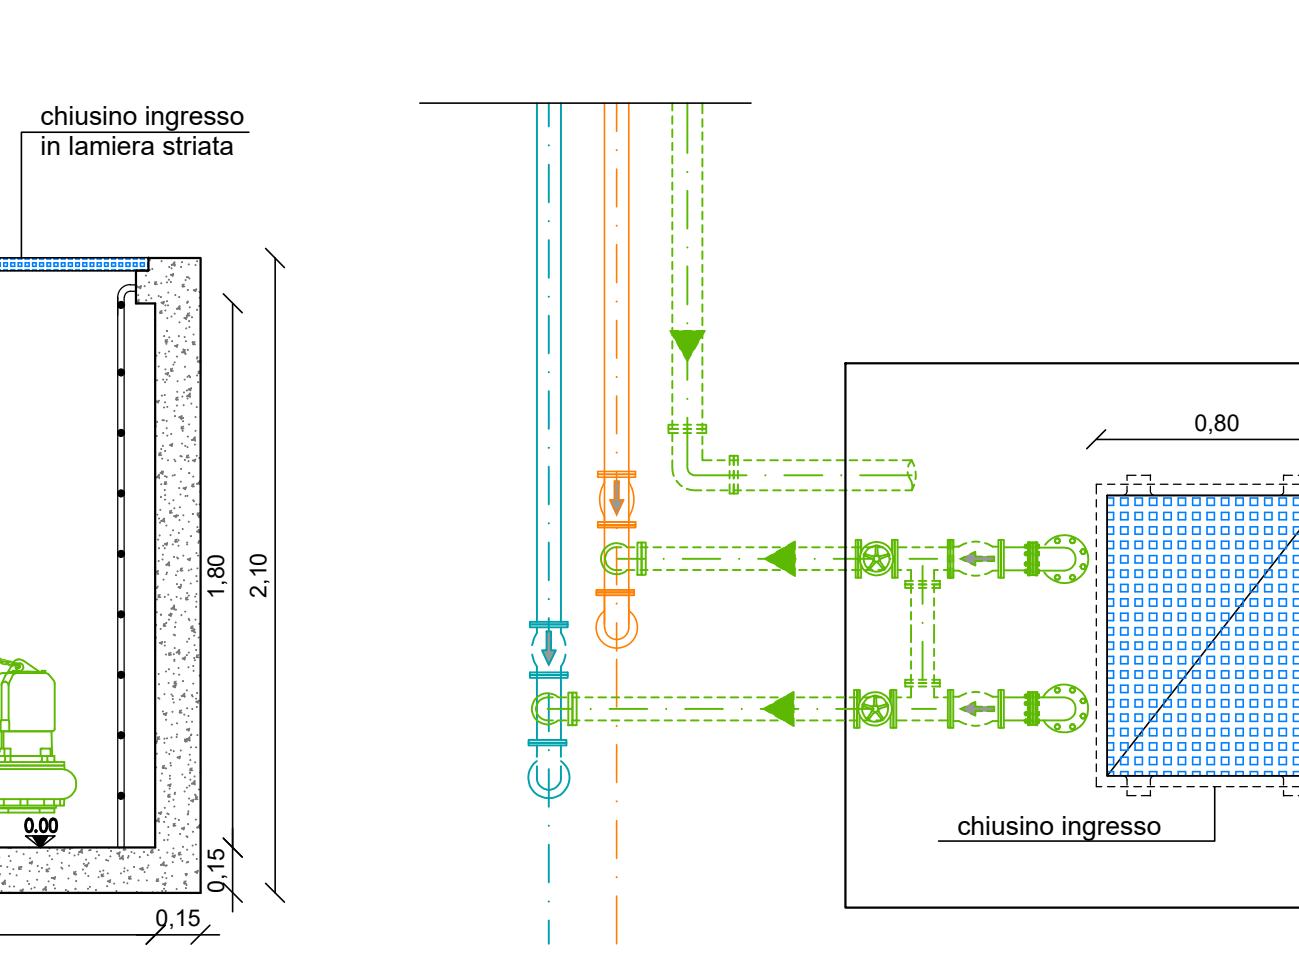 chiusino ingresso
in lamiera striata
0,80
1,80
2,10
0.00
chiusino ingresso
0,15
0,15